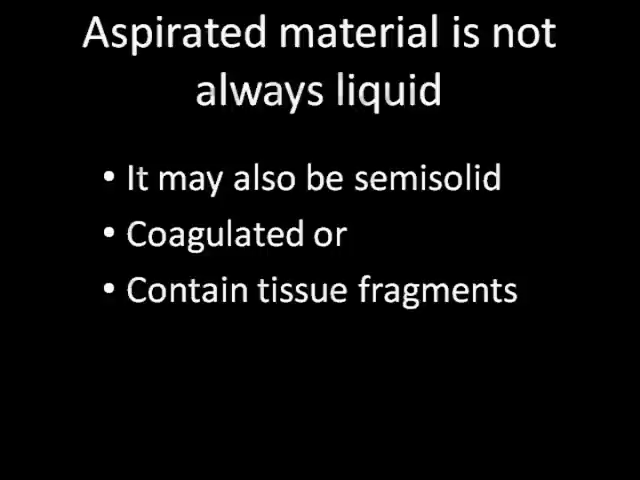 Aspirated material is not
always liquid
• It may also be semisolid
• Coagulated or
• Contain tissue fragments